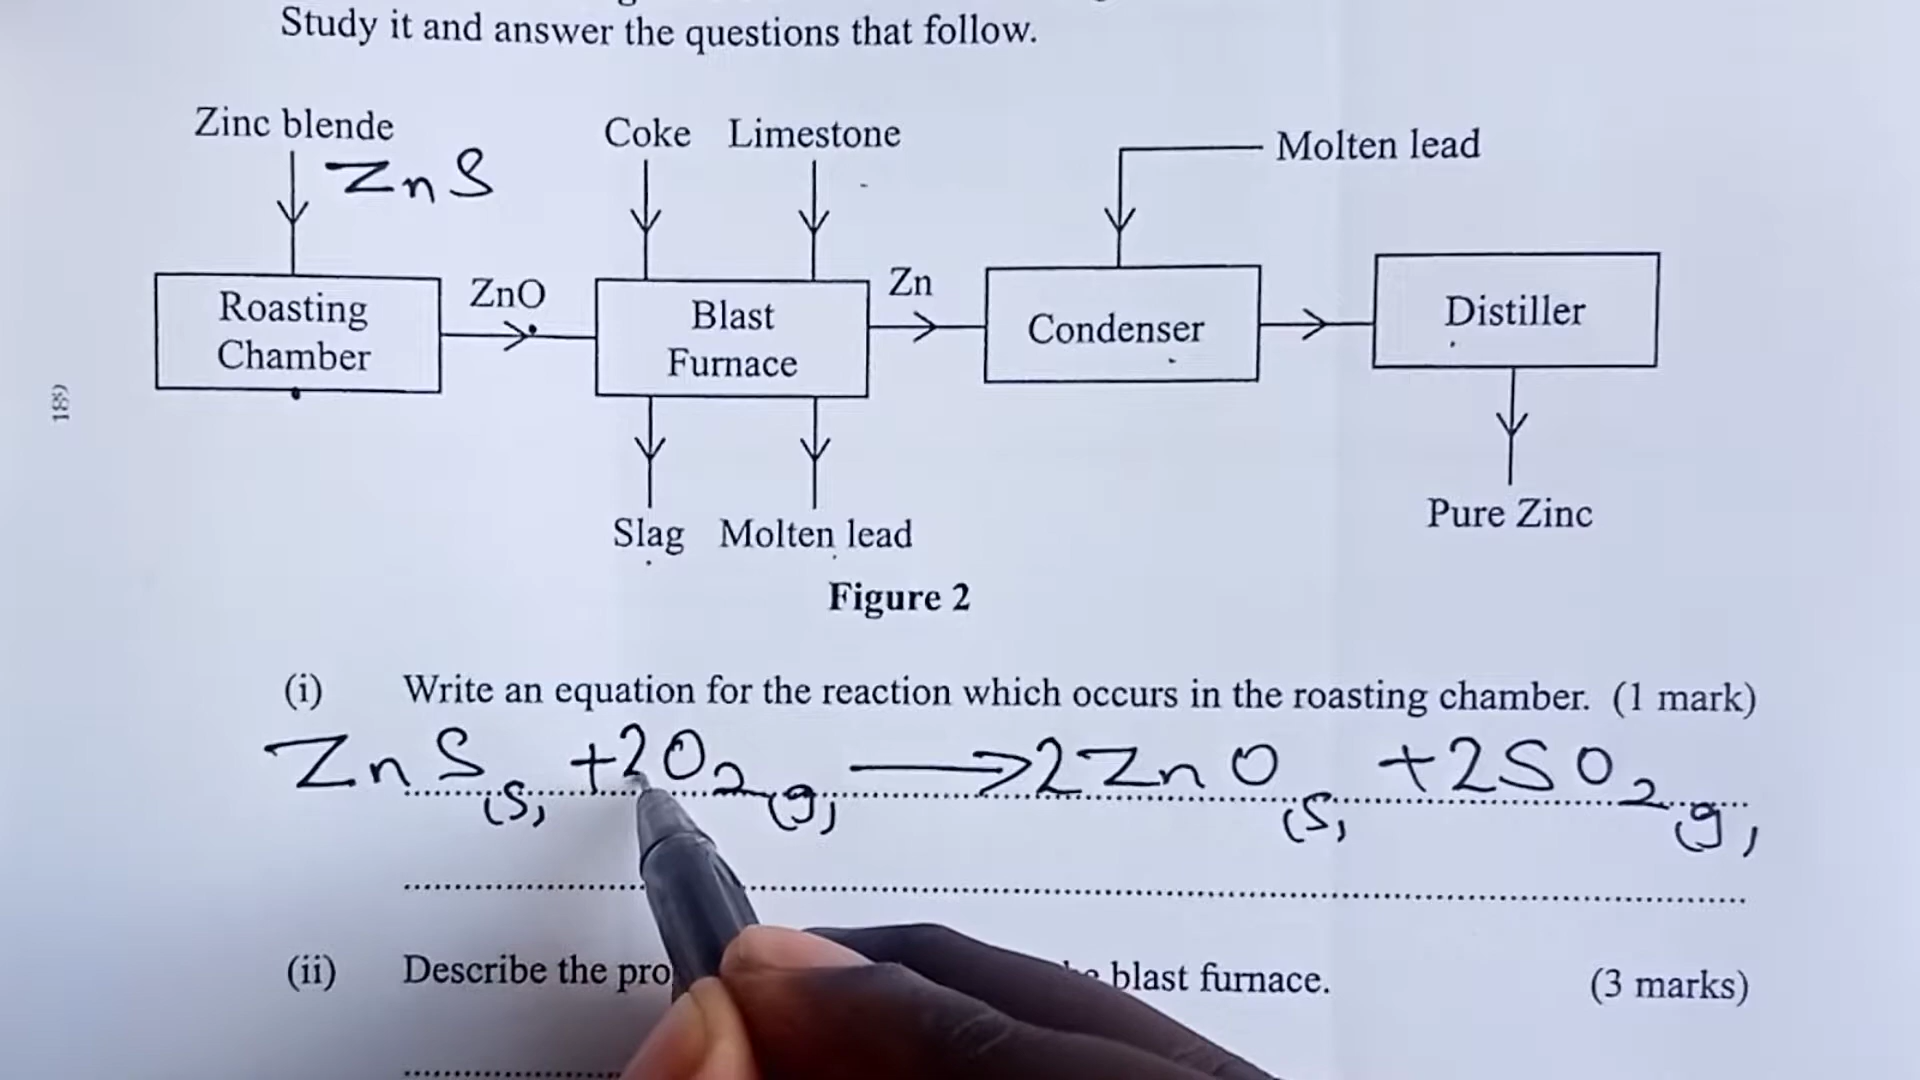 Study it and answer the questions that follow.
Zinc blende
ZnS
Coke Limestone
Molten lead
Roasting
Chamber
ZnO
Blast
Furnace
Zn
Condenser
Distiller
Slag Molten lead
Pure Zinc
Figure 2
189
(i) Write an equation for the reaction which occurs in the roasting chamber. (1 mark)
ZnS(s) + 2O2(g) → 2ZnO(s) + 2SO2(g)
(ii) Describe the blast furnace. (3 marks)